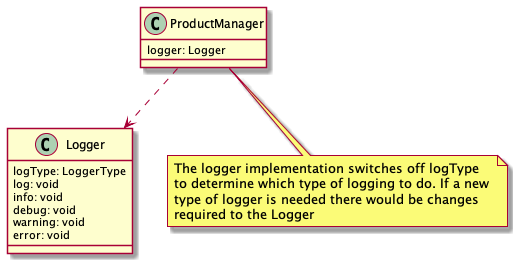 C ProductManager
logger: Logger
C Logger
logType: LoggerType
log: void
info: void
debug: void
warning: void
error: void
The logger implementation switches off logType
to determine which type of logging to do. If a new
type of logger is needed there would be changes
required to the Logger